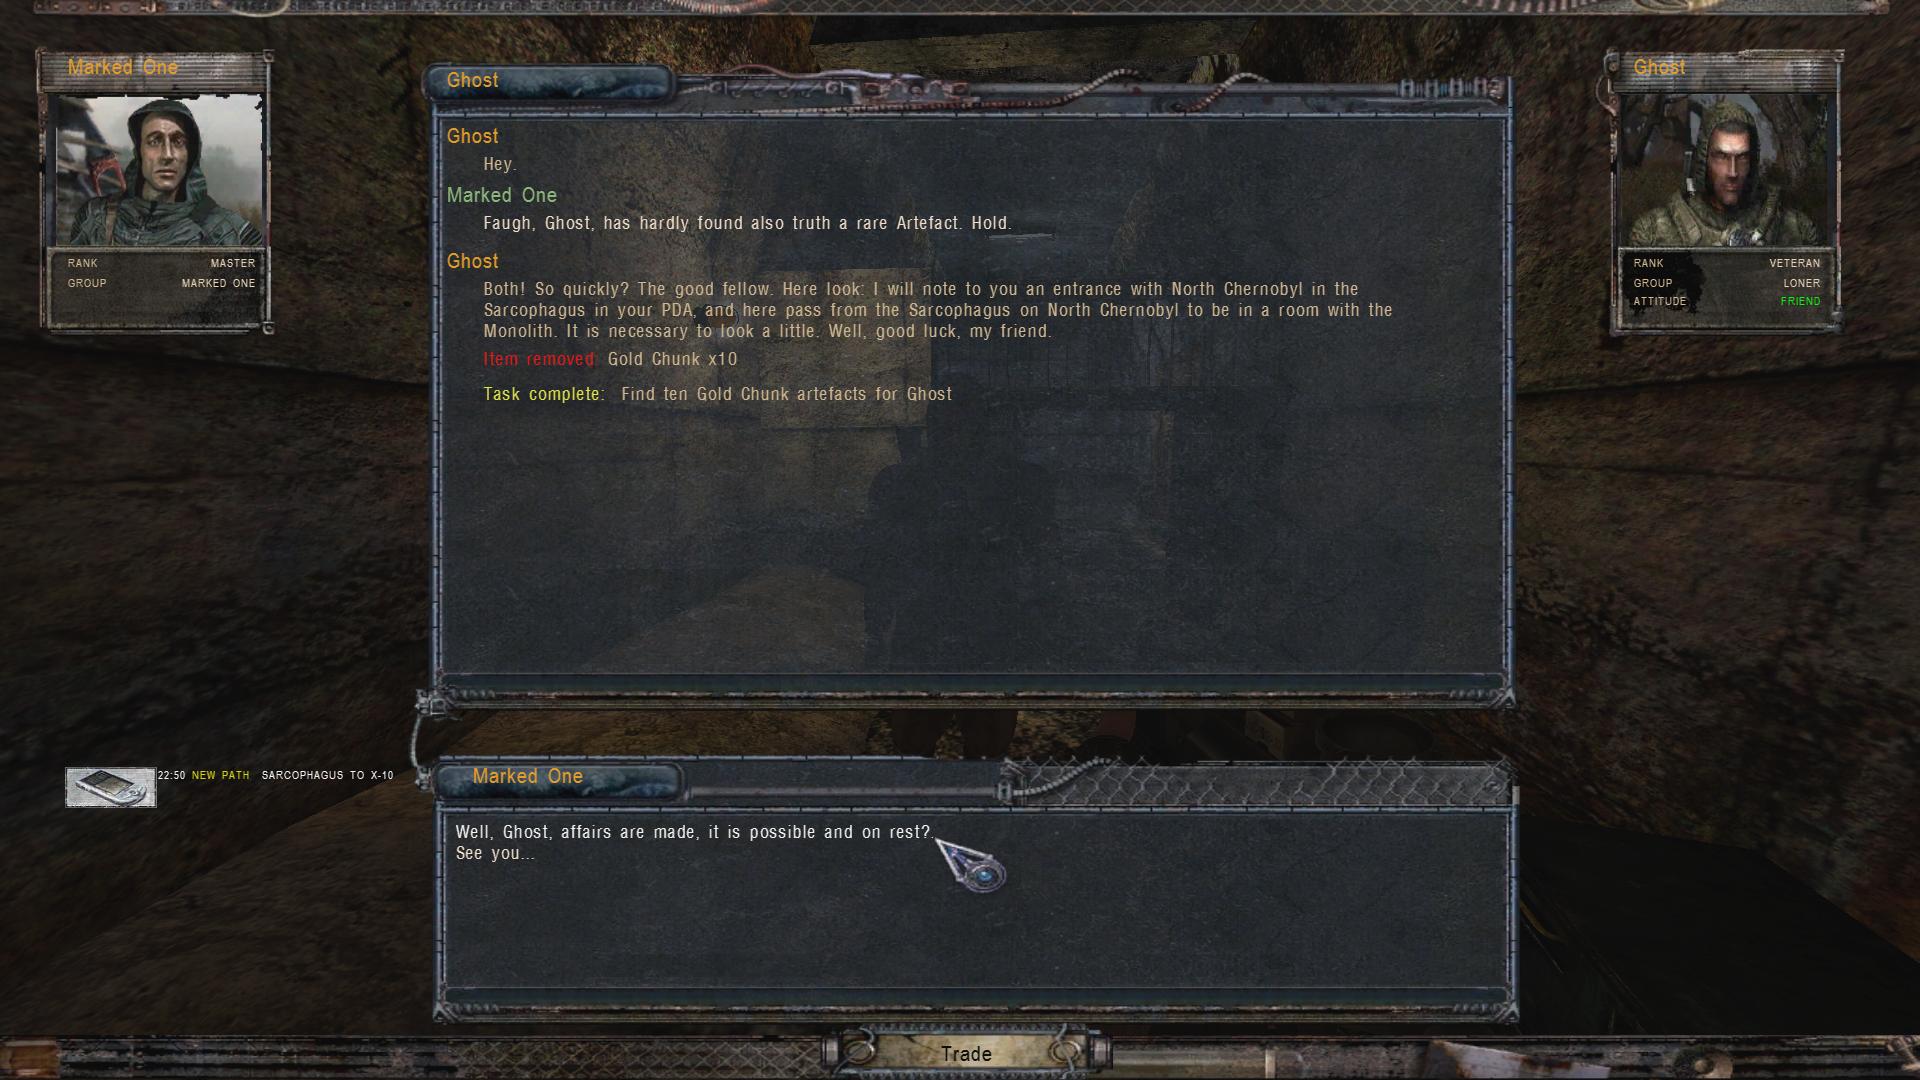 Marked One
RANK MASTER
GROUP MARKED ONE
Ghost
Ghost
Hey.
Marked One
Faugh, Ghost, has hardly found also truth a rare Artefact. Hold.
Ghost
Both! So quickly? The good fellow. Here look: I will note to you an entrance with North Chernobyl in the
Sarcophagus in your PDA, and here pass from the Sarcophagus on North Chernobyl to be in a room with the
Monolith. It is necessary to look a little. Well, good luck, my friend.
Item removed: Gold Chunk x10
Task complete: Find ten Gold Chunk artefacts for Ghost
Ghost
RANK VETERAN
GROUP LONER
ATTITUDE FRIEND
22:50 NEW PATH SARCOPHAGUS TO X-10
Marked One
Well, Ghost, affairs are made, it is possible and on rest?.
See you...
Trade